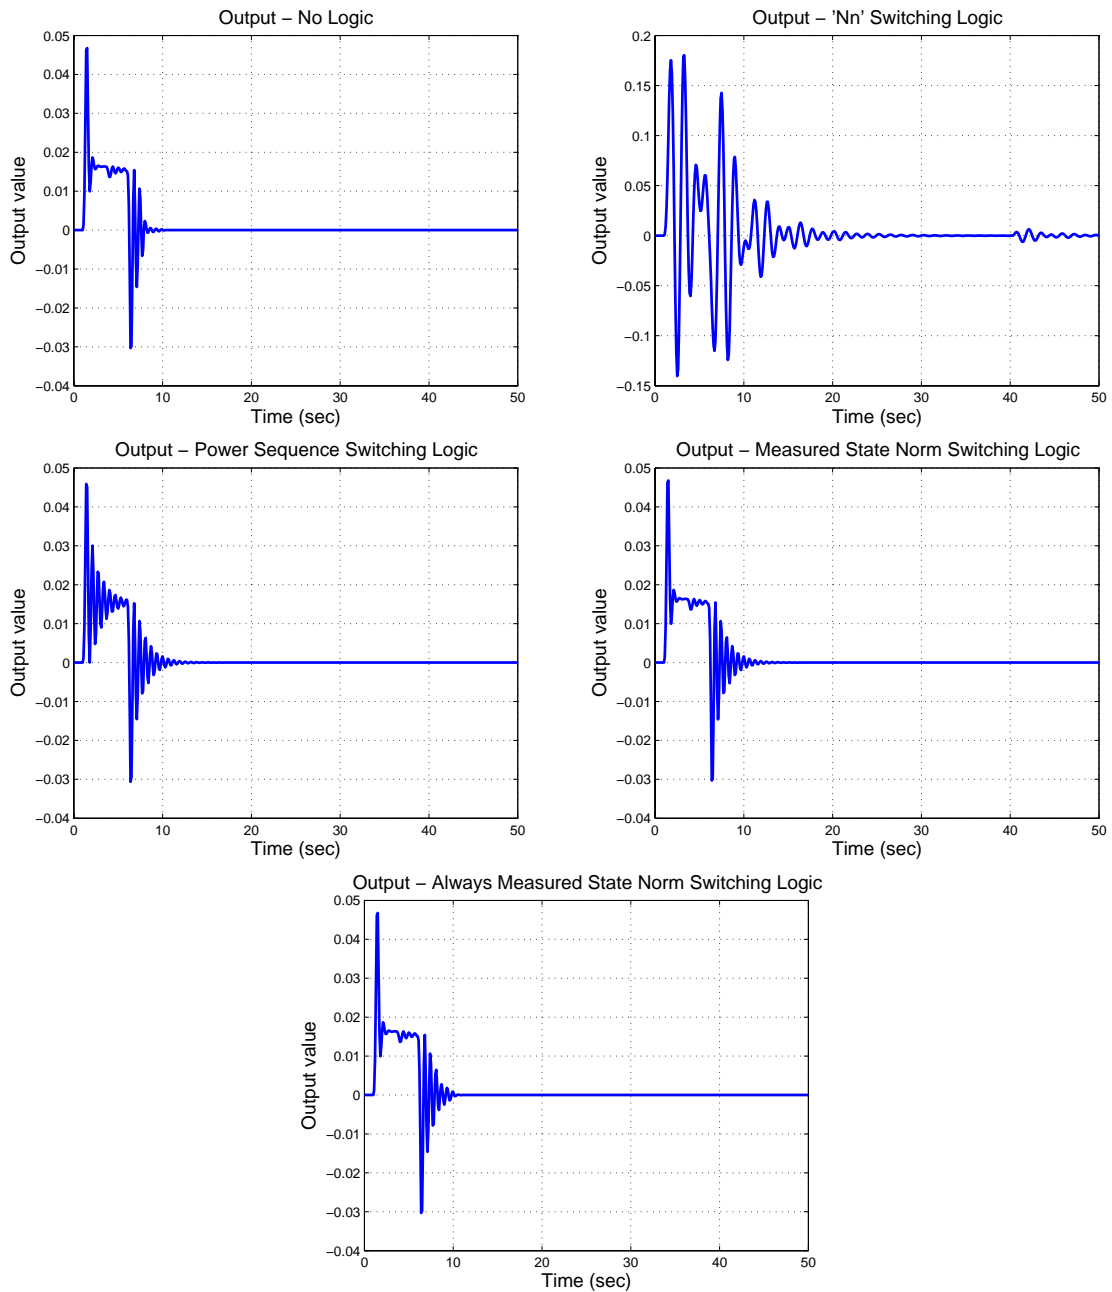 Output – No Logic
0.05
0.04
0.03
0.02
0.01
0
−0.01
−0.02
−0.03
−0.04
0 10 20 30 40 50
Output value
Time (sec)
Output – 'Nn' Switching Logic
0.2
0.15
0.1
0.05
0
−0.05
−0.1
−0.15
0 10 20 30 40 50
Output value
Time (sec)
Output – Power Sequence Switching Logic
0.05
0.04
0.03
0.02
0.01
0
−0.01
−0.02
−0.03
−0.04
0 10 20 30 40 50
Output value
Time (sec)
Output – Measured State Norm Switching Logic
0.05
0.04
0.03
0.02
0.01
0
−0.01
−0.02
−0.03
−0.04
0 10 20 30 40 50
Output value
Time (sec)
Output – Always Measured State Norm Switching Logic
0.05
0.04
0.03
0.02
0.01
0
−0.01
−0.02
−0.03
−0.04
0 10 20 30 40 50
Output value
Time (sec)